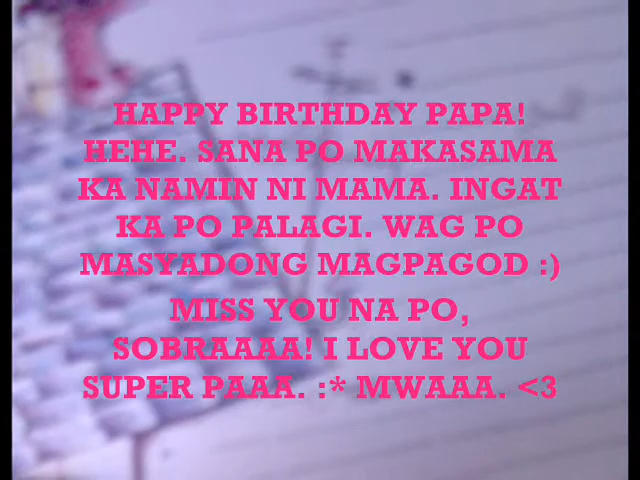 HAPPY BIRTHDAY PAPA!
HEHE. SANA PO MAKASAMA
KA NAMIN NI MAMA. INGAT
KA PO PALAGI. WAG PO
MASYADONG MAGPAGOD :)
MISS YOU NA PO,
SOBRAAAA! I LOVE YOU
SUPER PAAA. :* MWAAA. <3